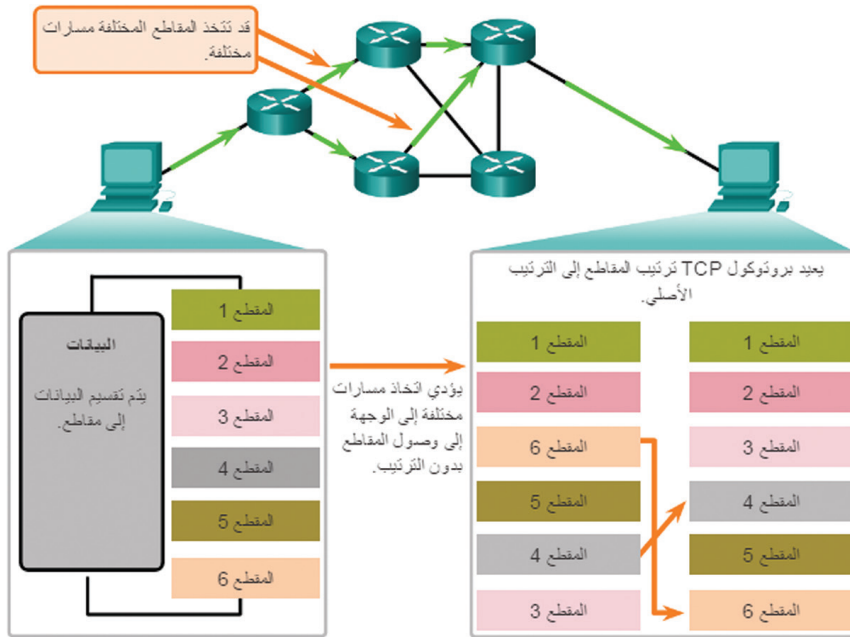 قد تتخذ المقاطع المختلفة مسارات
مختلفة.
البيانات
يتم تقسيم البيانات
إلى مقاطع.
المقطع 1
المقطع 2
المقطع 3
المقطع 4
المقطع 5
المقطع 6
يؤدي اتخاذ مسارات
مختلفة إلى الوجهة
إلى وصول المقاطع
بدون الترتيب.
يعيد بروتوكول TCP ترتيب المقاطع إلى الترتيب
الأصلي.
المقطع 1
المقطع 2
المقطع 6
المقطع 5
المقطع 4
المقطع 3
المقطع 1
المقطع 2
المقطع 3
المقطع 4
المقطع 5
المقطع 6